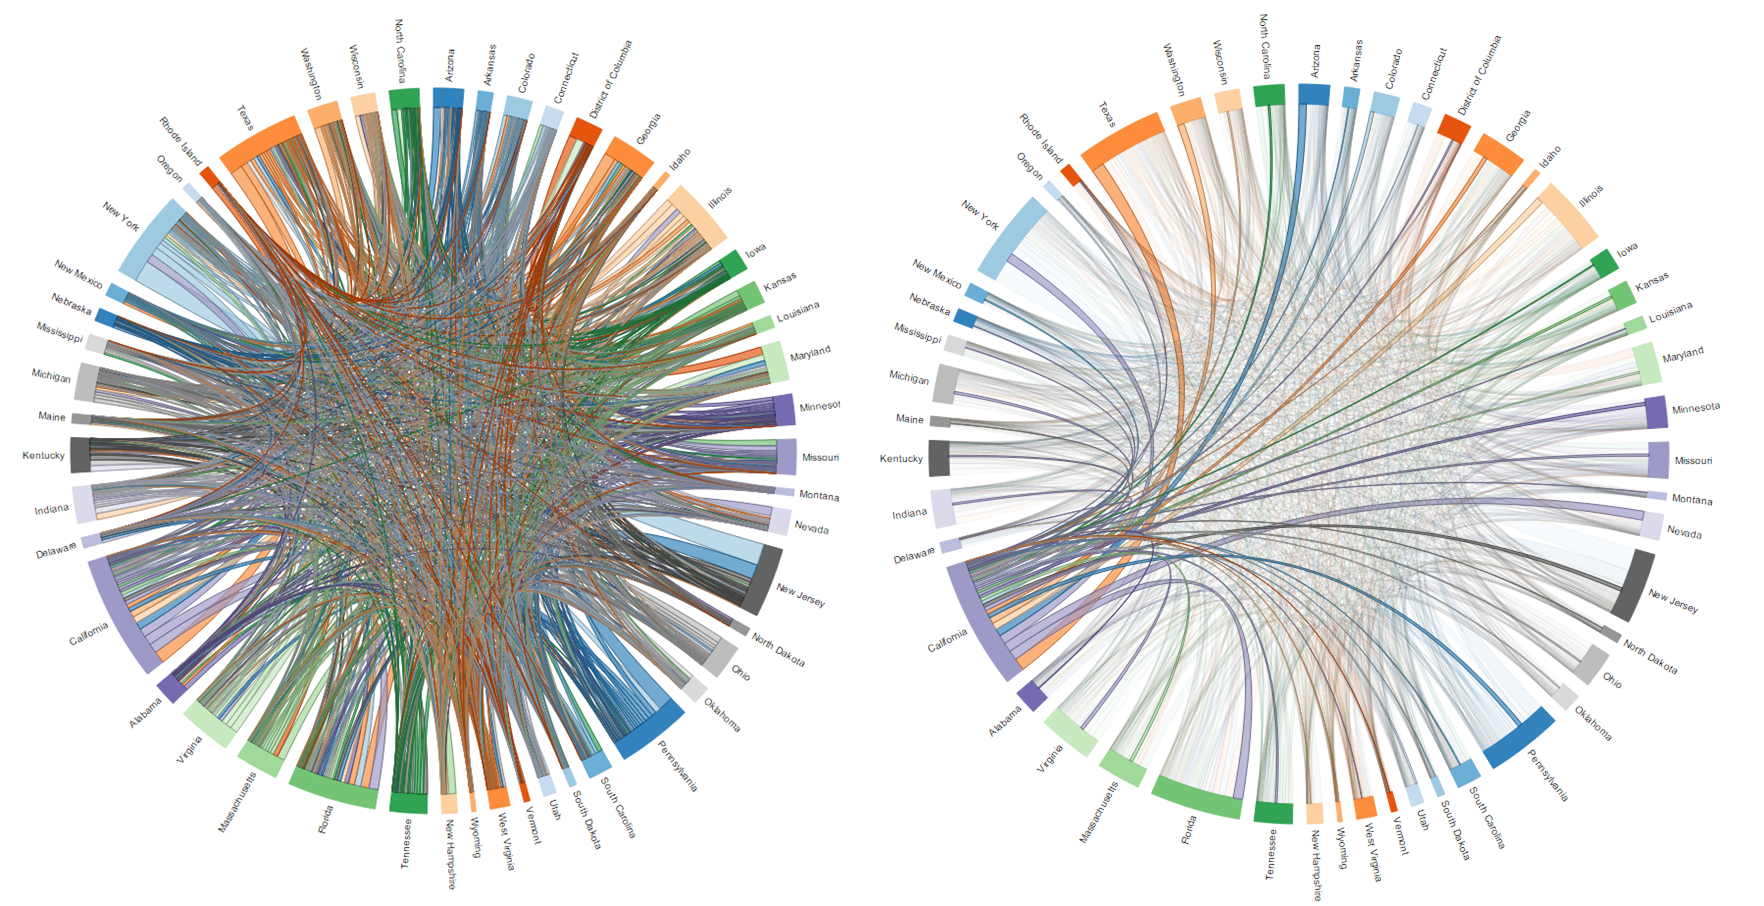 North Carolina
Arizona
Arkansas
Colorado
Connecticut
District of Columbia
Georgia
Idaho
Illinois
Iowa
Kansas
Louisiana
Maryland
Minnesot
Missouri
Montana
Nevada
New Jersey
North Dakota
Ohio
Oklahoma
Pennsylvania
South Carolina
South Dakota
Utah
Vermont
West Virginia
Wyoming
New Hampshire
Tennessee
Florida
Massachusetts
Virginia
Alabama
California
Delaware
Indiana
Kentucky
Maine
Michigan
Mississippi
Nebraska
New Mexico
New York
Oregon
Rhode Island
Texas
Washington
Wisconsin
North Carolina
Arizona
Arkansas
Colorado
Connecticut
District of Columbia
Georgia
Idaho
Illinois
Iowa
Kansas
Louisiana
Maryland
Minnesota
Missouri
Montana
Nevada
New Jersey
North Dakota
Ohio
Oklahoma
Pennsylvania
South Carolina
South Dakota
Utah
Vermont
West Virginia
Wyoming
New Hampshire
Tennessee
Florida
Massachusetts
Virginia
Alabama
California
Delaware
Indiana
Kentucky
Maine
Michigan
Mississippi
Nebraska
New Mexico
New York
Oregon
Rhode Island
Texas
Washington
Wisconsin